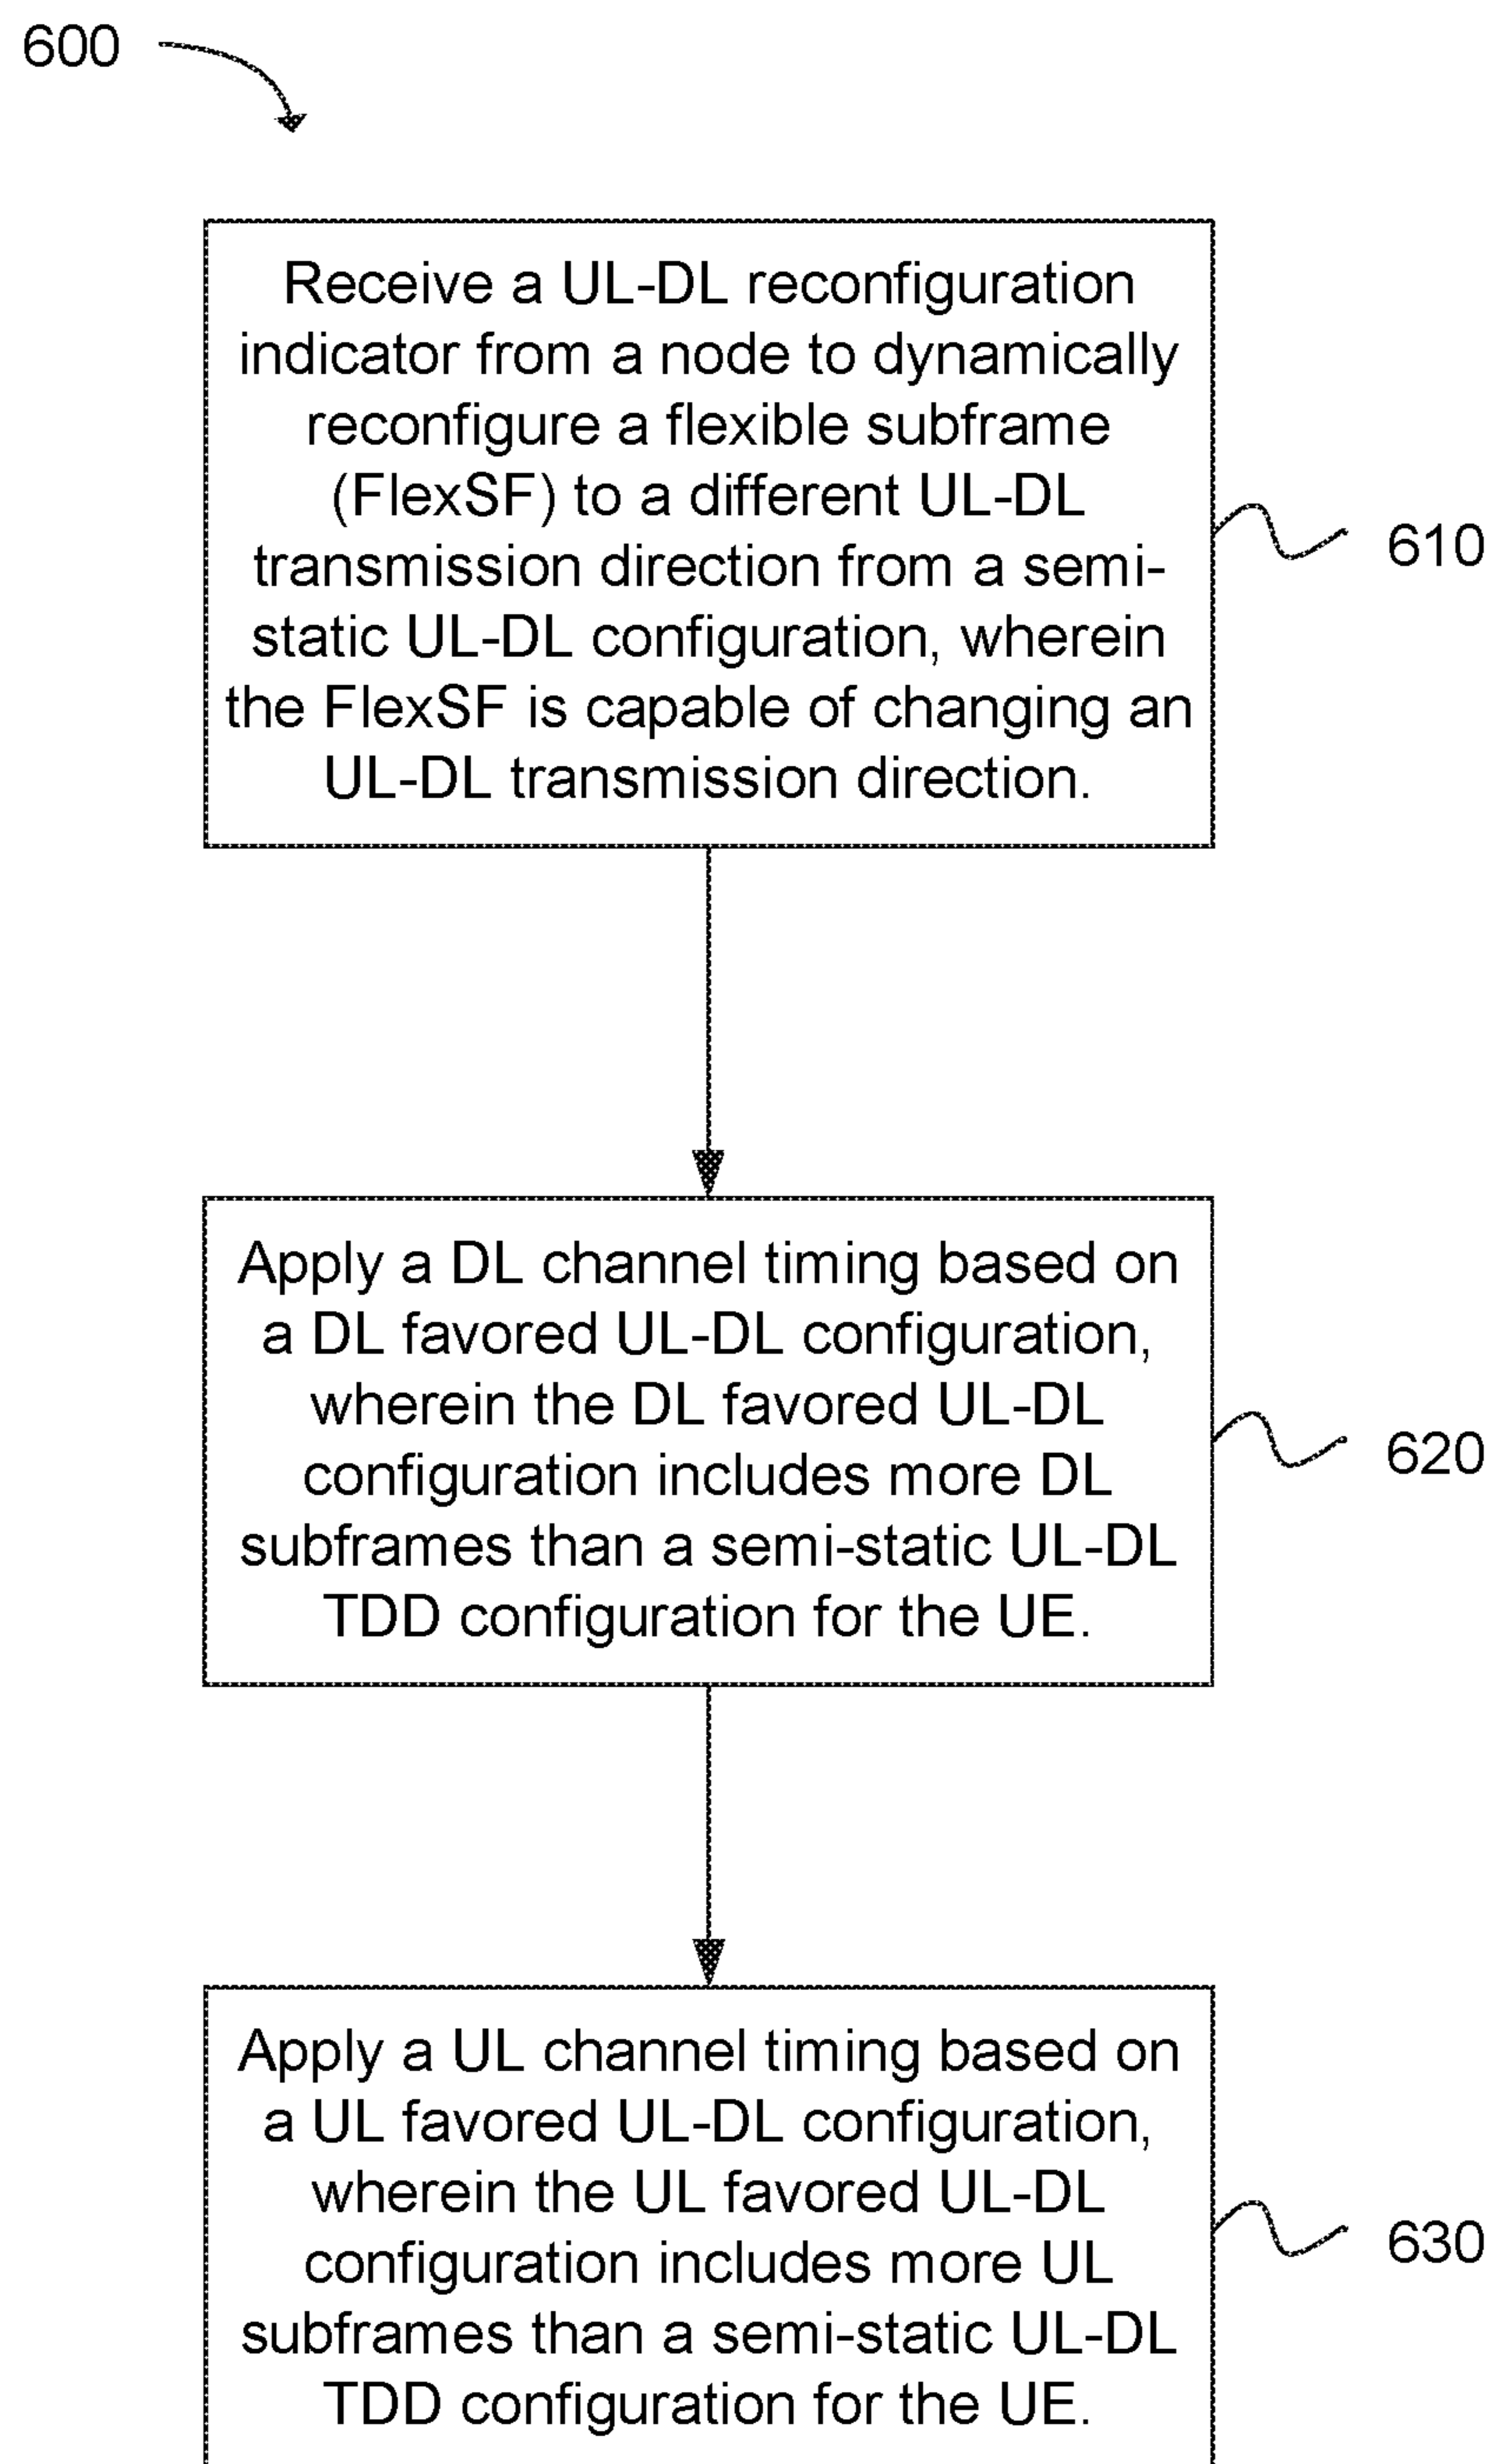 600
Receive a UL-DL reconfiguration
indicator from a node to dynamically
reconfigure a flexible subframe
(FlexSF) to a different UL-DL
transmission direction from a semi-
static UL-DL configuration, wherein
the FlexSF is capable of changing an
UL-DL transmission direction.
610
Apply a DL channel timing based on
a DL favored UL-DL configuration,
wherein the DL favored UL-DL
configuration includes more DL
subframes than a semi-static UL-DL
TDD configuration for the UE.
620
Apply a UL channel timing based on
a UL favored UL-DL configuration,
wherein the UL favored UL-DL
configuration includes more UL
subframes than a semi-static UL-DL
TDD configuration for the UE.
630